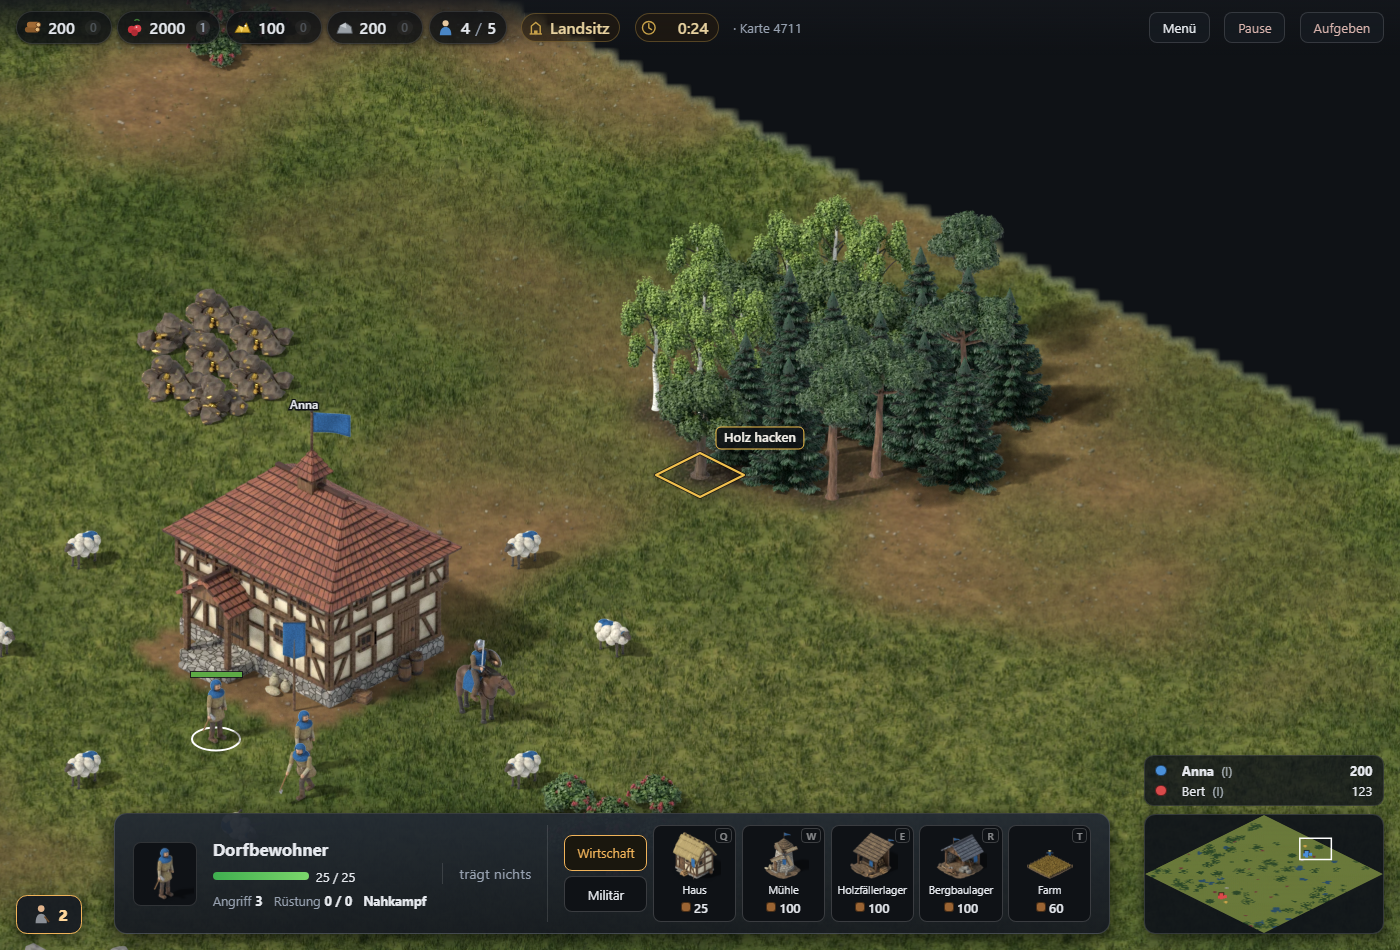 200 0 2000 1 100 0 200 0 4 / 5 Landsitz 0:24 · Karte 4711 Menü Pause Aufgeben
Anna
Holz hacken
Anna (I) 200
Bert (I) 123
Dorfbewohner
25 / 25
Angriff 3 Rüstung 0 / 0 Nahkampf
trägt nichts
Wirtschaft
Militär
Q W E R T
Haus Mühle Holzfällerlager Bergbaulager Farm
25 100 100 100 60
2